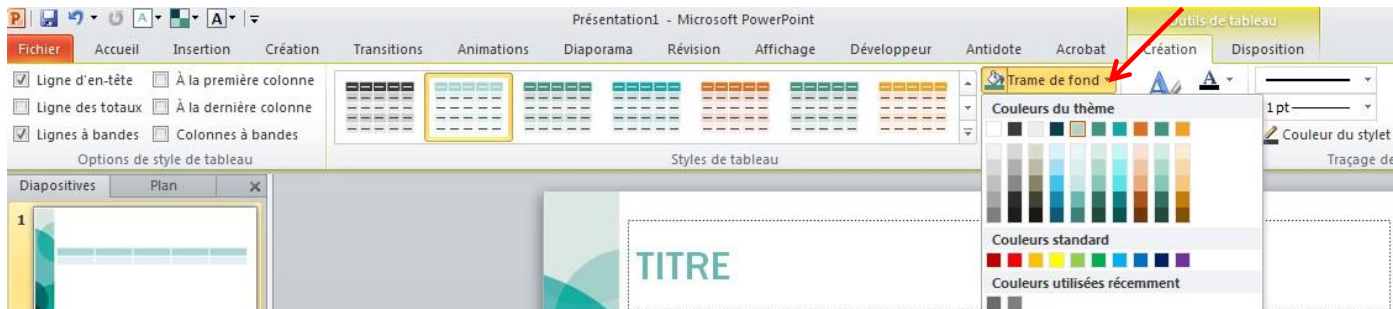 Présentation1 - Microsoft PowerPoint
Outils de tableau
Fichier Accueil Insertion Création Transitions Animations Diaporama Révision Affichage Développeur Antidote Acrobat Création Disposition
Ligne d'en-tête À la première colonne
Ligne des totaux À la dernière colonne
Lignes à bandes Colonnes à bandes
Options de style de tableau
Styles de tableau
Trame de fond
Couleurs du thème
Couleurs standard
Couleurs utilisées récemment
A A
1 pt
Couleur du stylet
Traçage de
Diapositives Plan
1
TITRE